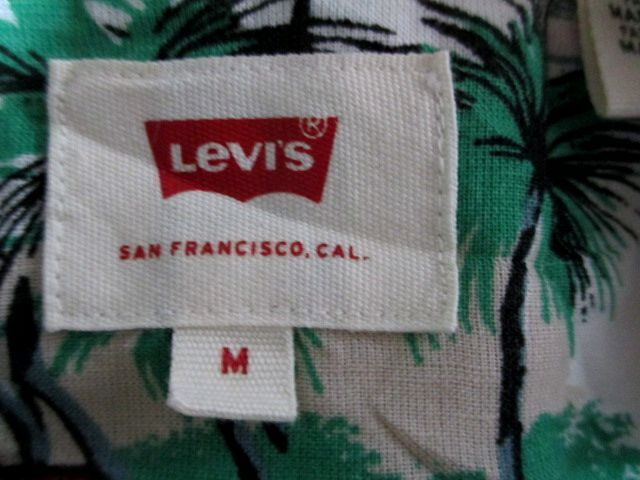 Levi's®
SAN FRANCISCO, CAL.
M